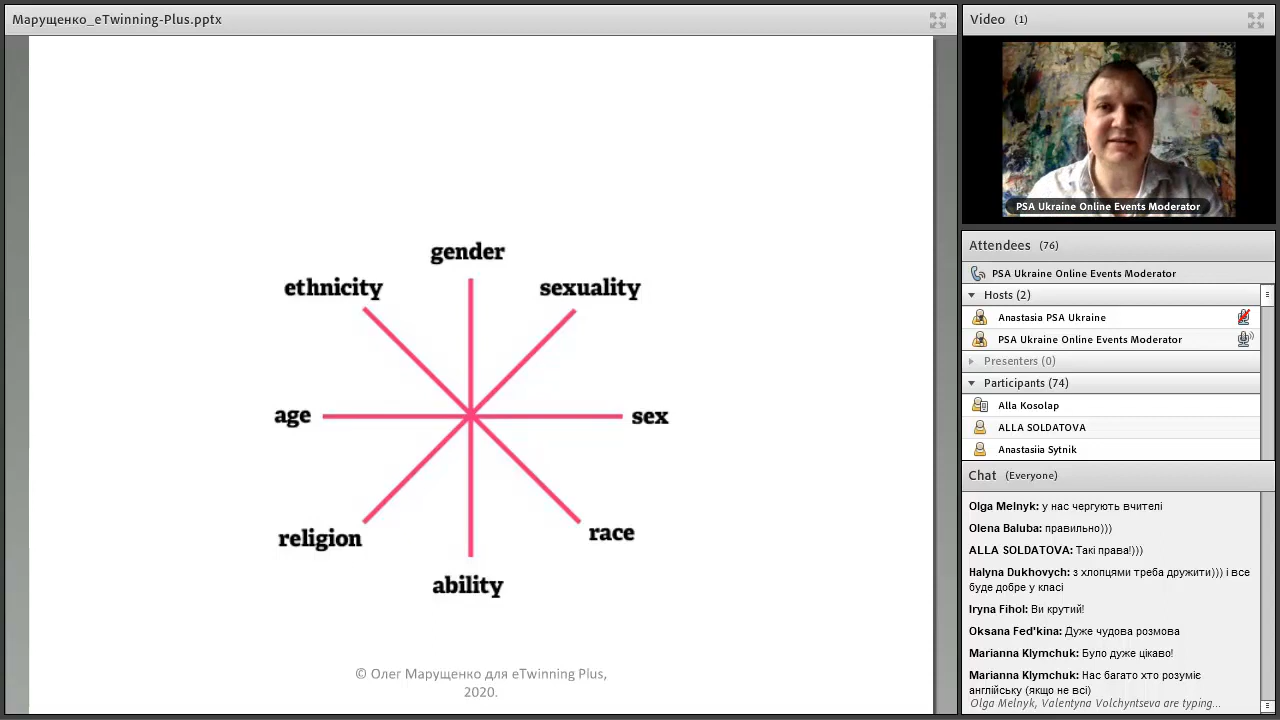 Марущенко_eTwinning-Plus.pptx
gender
ethnicity
sexuality
age
sex
religion
race
ability
© Олег Марущенко для eTwinning Plus,
2020.
Video (1)
PSA Ukraine Online Events Moderator
Attendees (76)
PSA Ukraine Online Events Moderator
Hosts (2)
Anastasia PSA Ukraine
PSA Ukraine Online Events Moderator
Presenters (0)
Participants (74)
Alla Kosolap
ALLA SOLDATOVA
Anastasiia Sytnik
Chat (Everyone)
Olga Melnyk: у нас чергують вчителі
Olena Baluba: правильно)))
ALLA SOLDATOVA: Такі права!)))
Halyna Dukhovych: з хлопцями треба дружити))) і все
буде добре у класі
Iryna Fihol: Ви крутий!
Oksana Fed'kina: Дуже чудова розмова
Marianna Klymchuk: Було дуже цікаво!
Marianna Klymchuk: Нас багато хто розуміє
англійську (якщо не всі)
Olga Melnyk, Valentyna Volchyntseva are typing...